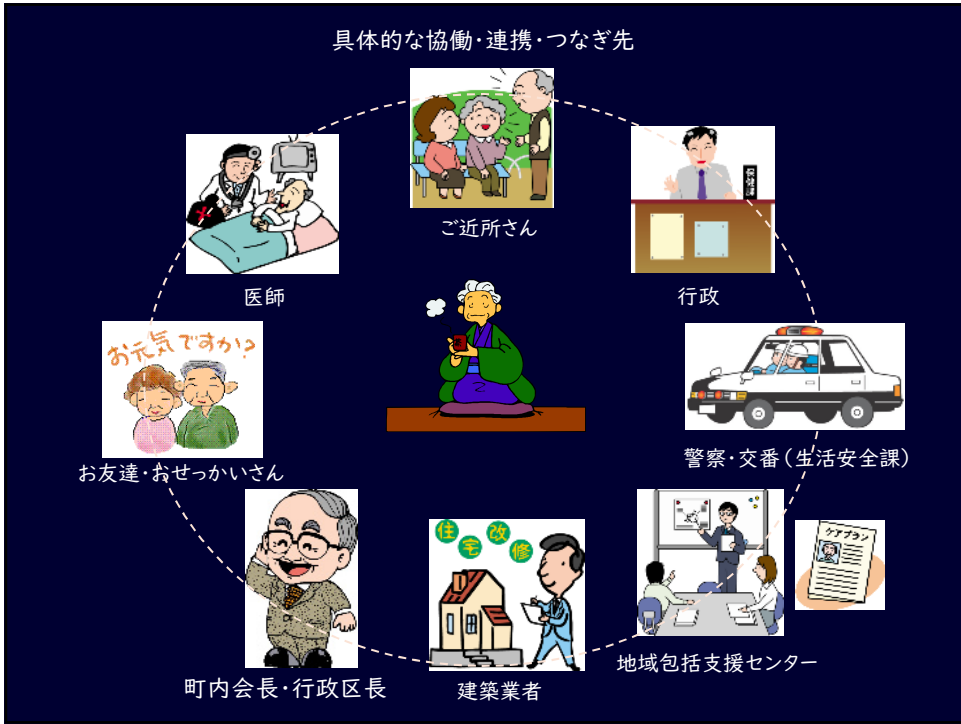 具体的な協働・連携・つなぎ先
ご近所さん
保健課
行政
医師
お元気ですか?
お友達・おせっかいさん
警察・交番(生活安全課)
ケアプラン
地域包括支援センター
住宅改修
建築業者
町内会長・行政区長